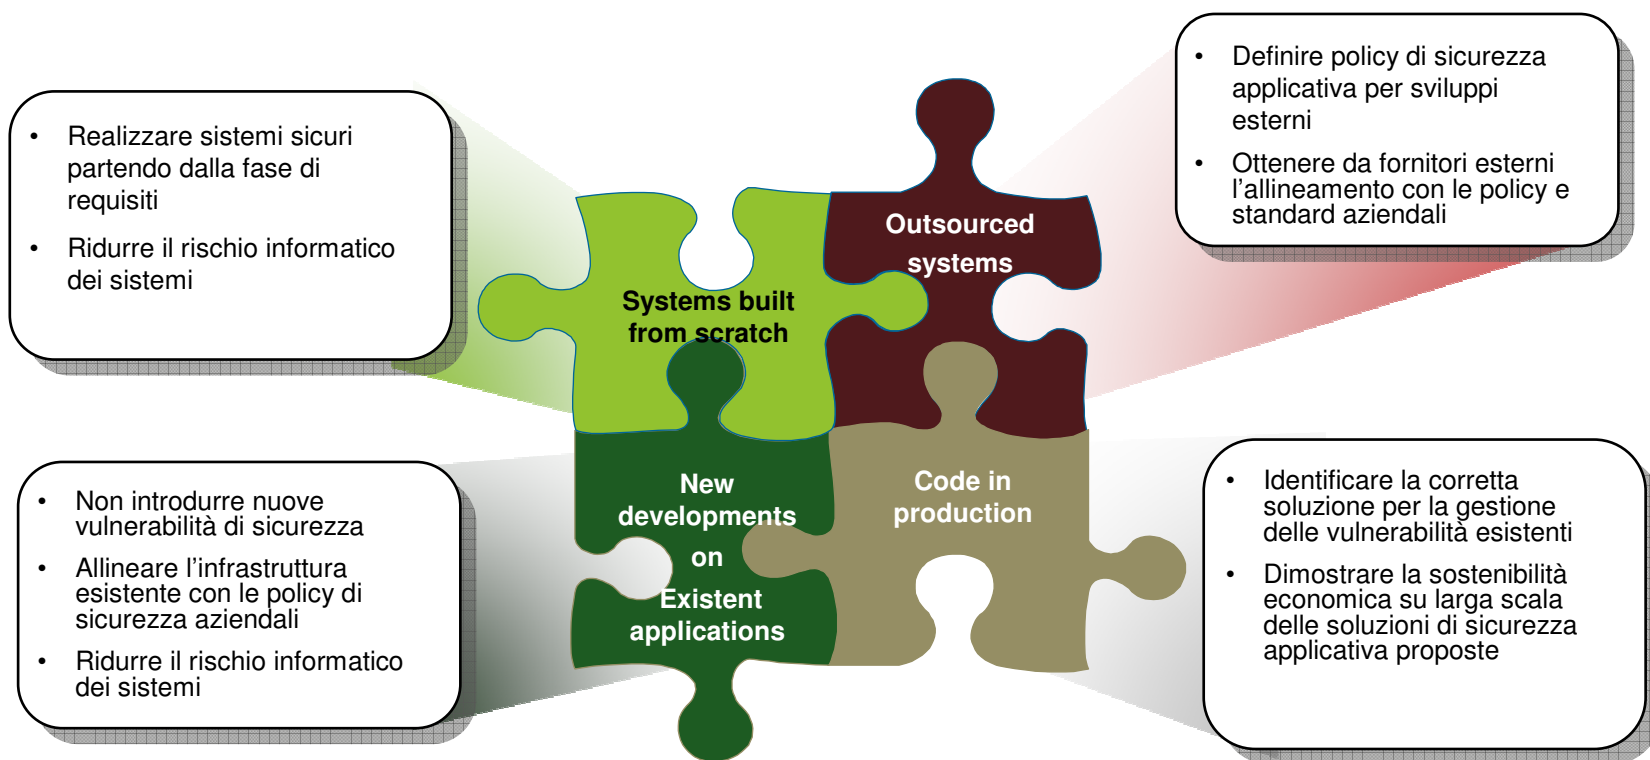 • Realizzare sistemi sicuri
partendo dalla fase di
requisiti
• Ridurre il rischio informatico
dei sistemi
• Definire policy di sicurezza
applicativa per sviluppi
esterni
• Ottenere da fornitori esterni
l’allineamento con le policy e
standard aziendali
Systems built
from scratch
Outsourced
systems
New
developments
on
Existent
applications
Code in
production
• Non introdurre nuove
vulnerabilità di sicurezza
• Allineare l’infrastruttura
esistente con le policy di
sicurezza aziendali
• Ridurre il rischio informatico
dei sistemi
• Identificare la corretta
soluzione per la gestione
delle vulnerabilità esistenti
• Dimostrare la sostenibilità
economica su larga scala
delle soluzioni di sicurezza
applicativa proposte